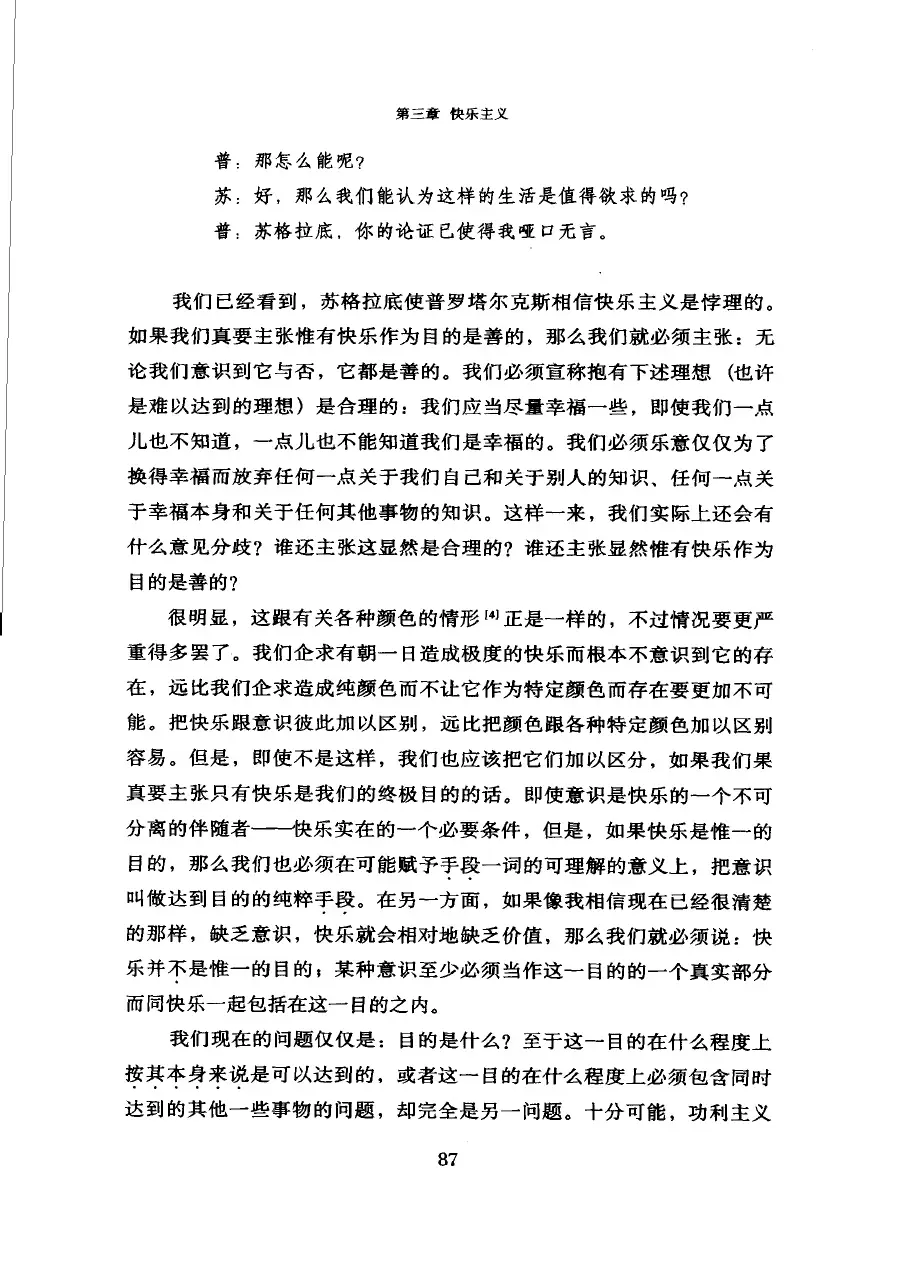 第三章 快乐主义
普：那怎么能呢？
苏：好，那么我们能认为这样的生活是值得欲求的吗？
普：苏格拉底，你的论证已使得我哑口无言。
我们已经看到，苏格拉底使普罗塔尔克斯相信快乐主义是悖理的。
如果我们真要主张惟有快乐作为目的是善的，那么我们就必须主张：无
论我们意识到它与否，它都是善的。我们必须宣称抱有下述理想（也许
是难以达到的理想）是合理的：我们应当尽量幸福一些，即使我们一点
儿也不知道，一点儿也不能知道我们是幸福的。我们必须乐意仅仅为了
换得幸福而放弃任何一点关于我们自己和关于别人的知识、任何一点关
于幸福本身和关于任何其他事物的知识。这样一来，我们实际上还会有
什么意见分歧？谁还主张这显然是合理的？谁还主张显然惟有快乐作为
目的是善的？
很明显，这跟有关各种颜色的情形[4]正是一样的，不过情况要更严
重得多罢了。我们企求有朝一日造成极度的快乐而根本不意识到它的存
在，远比我们企求造成纯颜色而不让它作为特定颜色而存在要更加不可
能。把快乐跟意识彼此加以区别，远比把颜色跟各种特定颜色加以区别
容易。但是，即使不是这样，我们也应该把它们加以区分，如果我们果
真要主张只有快乐是我们的终极目的的话。即使意识是快乐的一个不可
分离的伴随者——快乐实在的一个必要条件，但是，如果快乐是惟一的
目的，那么我们也必须在可能赋予手段一词的可理解的意义上，把意识
叫做达到目的的纯粹手段。在另一方面，如果像我相信现在已经很清楚
的那样，缺乏意识，快乐就会相对地缺乏价值，那么我们就必须说：快
乐并不是惟一的目的；某种意识至少必须当作这一目的的一个真实部分
而同快乐一起包括在这一目的之内。
我们现在的问题仅仅是：目的是什么？至于这一目的在什么程度上
按其本身来说是可以达到的，或者这一目的在什么程度上必须包含同时
达到的其他一些事物的问题，却完全是另一问题。十分可能，功利主义
87